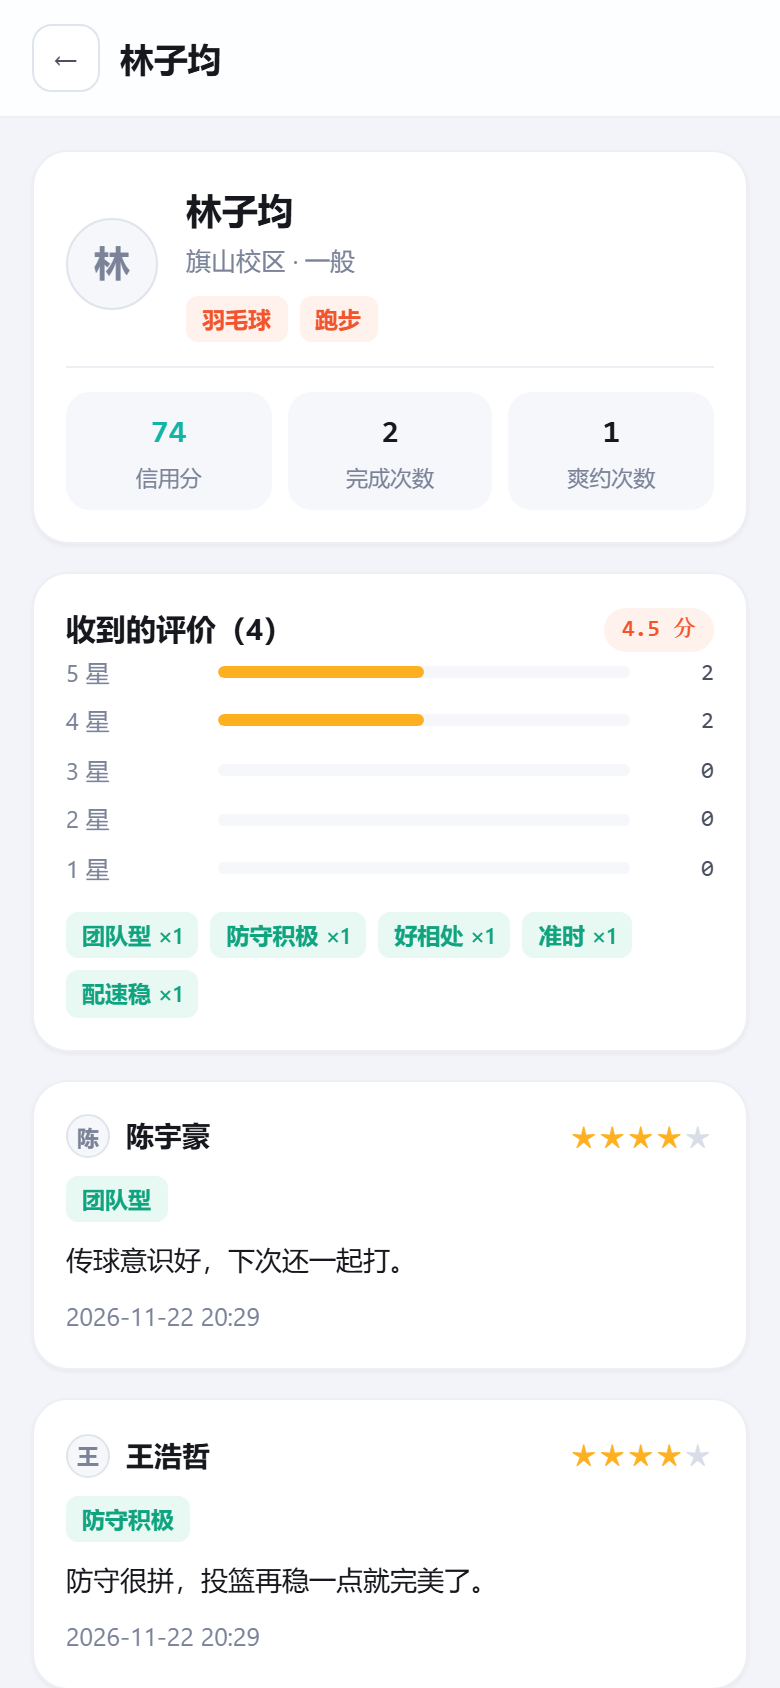 ← 林子均
林
林子均
旗山校区 · 一般
羽毛球 跑步
74 2 1
信用分 完成次数 爽约次数
收到的评价（4） 4.5 分
5 星 2
4 星 2
3 星 0
2 星 0
1 星 0
团队型 ×1 防守积极 ×1 好相处 ×1 准时 ×1
配速稳 ×1
陈 陈宇豪 ★★★★★
团队型
传球意识好，下次还一起打。
2026-11-22 20:29
王 王浩哲 ★★★★★
防守积极
防守很拼，投篮再稳一点就完美了。
2026-11-22 20:29